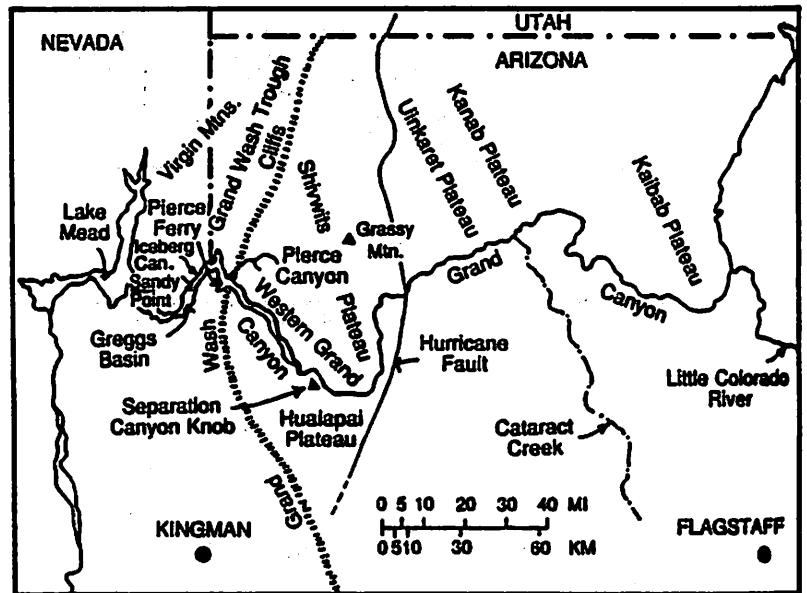 UTAH
NEVADA
ARIZONA
Virgin Mtns.
Grand Wash Trough
Cliffs
Shivwits
Plateau
Uinkaret Plateau
Kanab Plateau
Kaibab Plateau
Lake
Mead
Pierce
Ferry
Iceberg
Can.
Sandy
Point
Grassy
Mtn.
Pierce
Canyon
Grand
Canyon
Western Grand
Canyon
Wash
Greggs
Basin
Hurricane
Fault
Little Colorado
River
Separation
Canyon Knob
Hualapai
Plateau
Cataract
Creek
Grand
0 5 10 20 30 40 MI
0 5 10 30 60 KM
KINGMAN
FLAGSTAFF